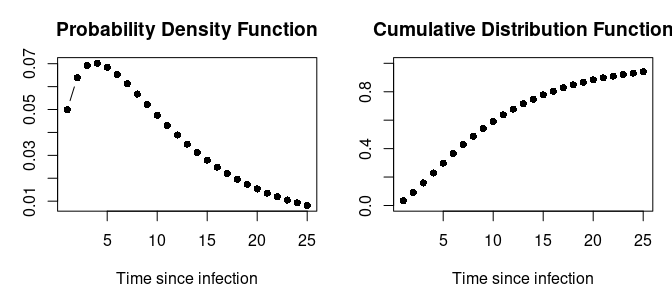 Probability Density Function
0.07
0.05
0.03
0.01
5 10 15 20 25
Time since infection
Cumulative Distribution Function
0.8
0.4
0.0
5 10 15 20 25
Time since infection